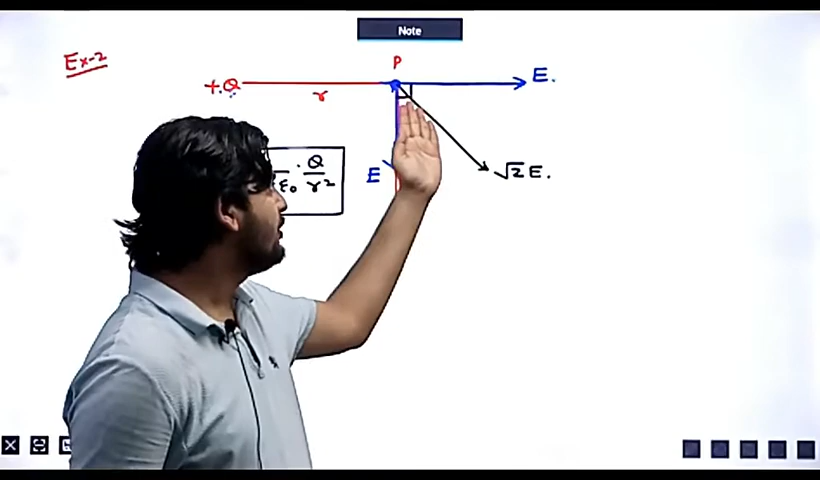 Note
Ex-2
P
+Q
r
E.
E
√2 E.
ε₀ · Q
r²